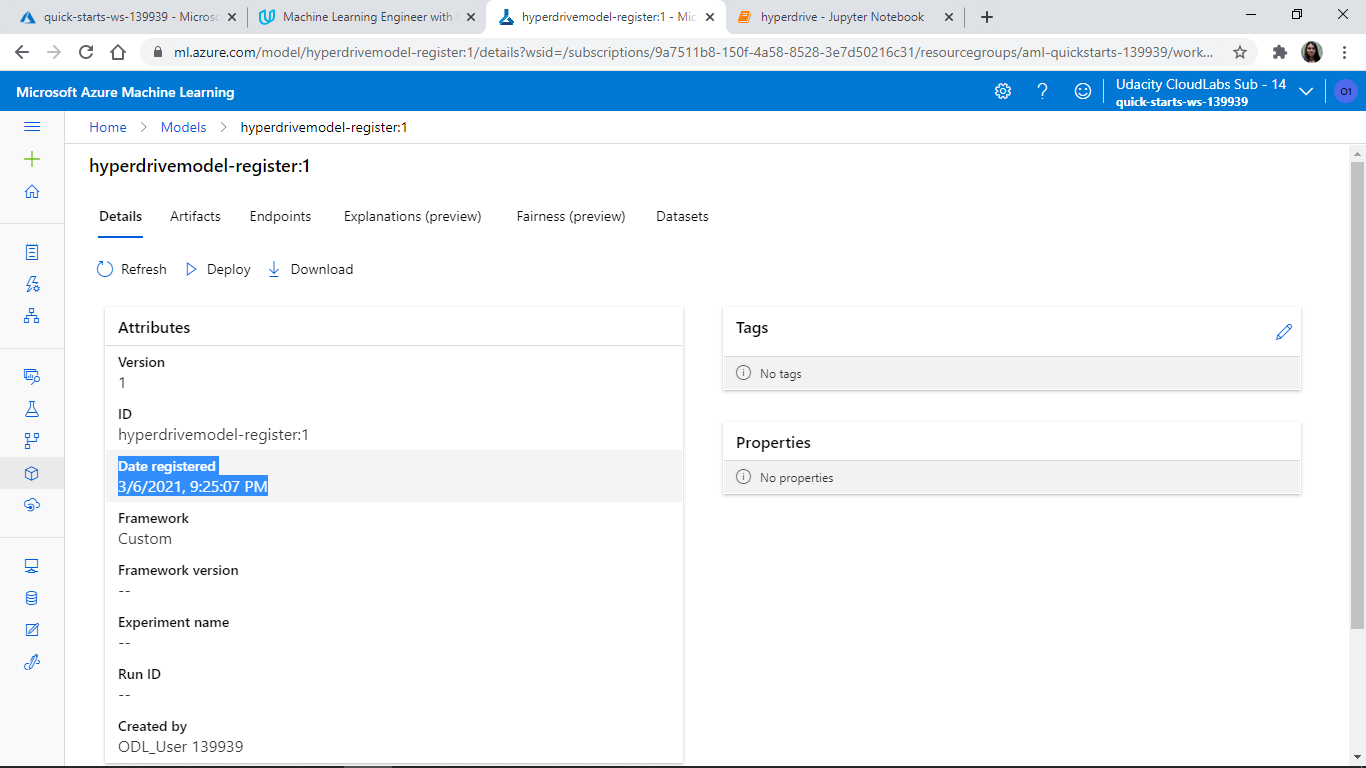 quick-starts-ws-139939 - Microso
Machine Learning Engineer with
hyperdrivemodel-register:1 - Mic
hyperdrive - Jupyter Notebook
ml.azure.com/model/hyperdrivemodel-register:1/details?wsid=/subscriptions/9a7511b8-150f-4a58-8528-3e7d50216c31/resourcegroups/aml-quickstarts-139939/work...
Microsoft Azure Machine Learning
Udacity CloudLabs Sub - 14
quick-starts-ws-139939
O1
Home > Models > hyperdrivemodel-register:1
hyperdrivemodel-register:1
Details Artifacts Endpoints Explanations (preview) Fairness (preview) Datasets
Refresh Deploy Download
Attributes
Version
1
ID
hyperdrivemodel-register:1
Date registered
3/6/2021, 9:25:07 PM
Framework
Custom
Framework version
--
Experiment name
--
Run ID
--
Created by
ODL_User 139939
Tags
No tags
Properties
No properties